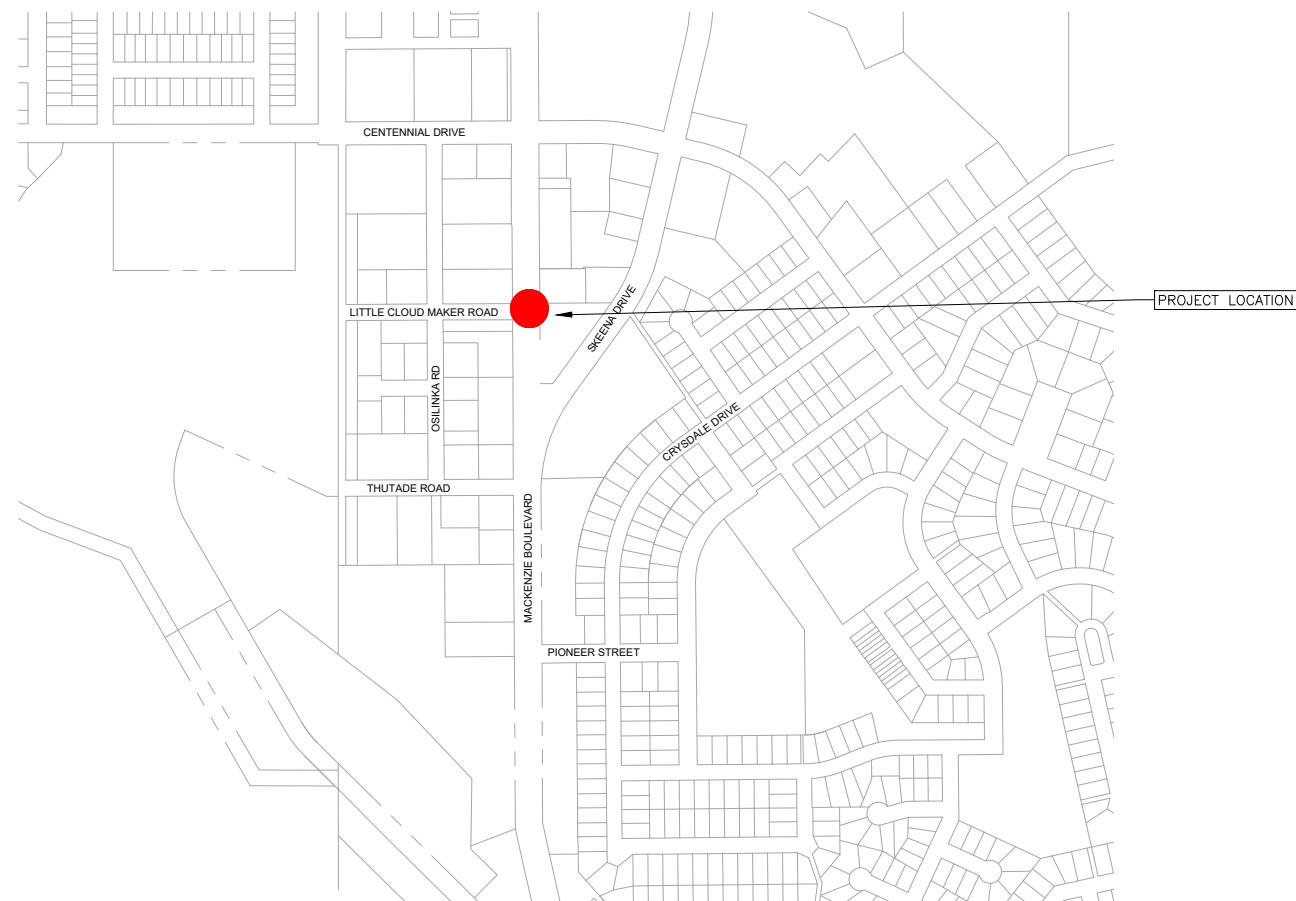 CENTENNIAL DRIVE
PROJECT LOCATION
LITTLE CLOUD MAKER ROAD
SKEENA DRIVE
OSILINKA RD
CRYSDALE DRIVE
THUTADE ROAD
MACKENZIE BOULEVARD
PIONEER STREET